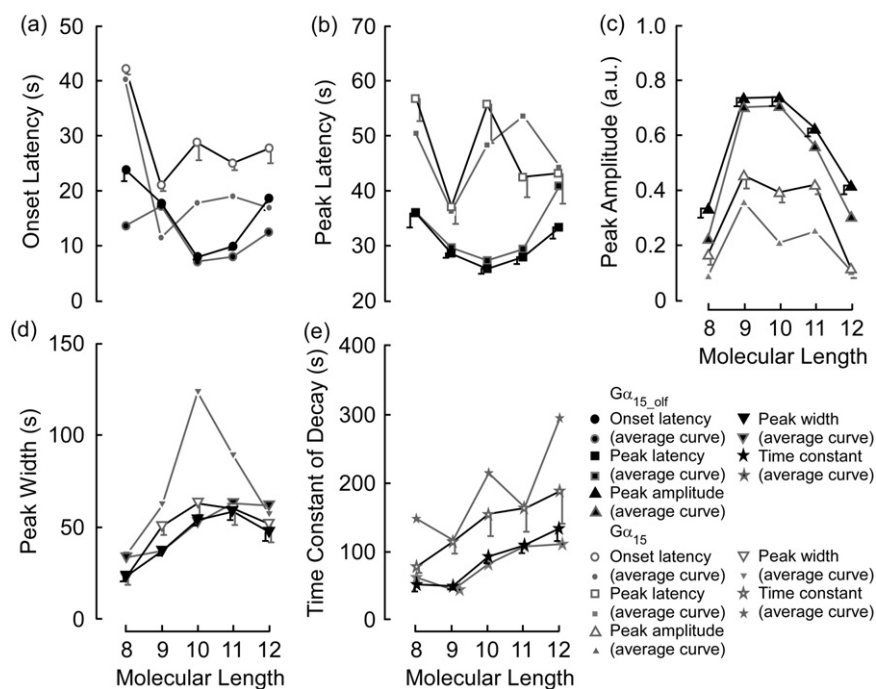 (a)
50
40
30
20
10
0
Onset Latency (s)
(b)
70
60
50
40
30
20
Peak Latency (s)
(c)
1.0
0.8
0.6
0.4
0.2
0
Peak Amplitude (a.u.)
8 9 10 11 12
Molecular Length
(d)
150
100
50
0
Peak Width (s)
8 9 10 11 12
Molecular Length
(e)
400
300
200
100
0
Time Constant of Decay (s)
8 9 10 11 12
Molecular Length
Gα15_olf
Onset latency
(average curve)
Peak latency
(average curve)
Peak amplitude
(average curve)
Peak width
(average curve)
Time constant
(average curve)
Gα15
Onset latency
(average curve)
Peak latency
(average curve)
Peak amplitude
(average curve)
Peak width
(average curve)
Time constant
(average curve)